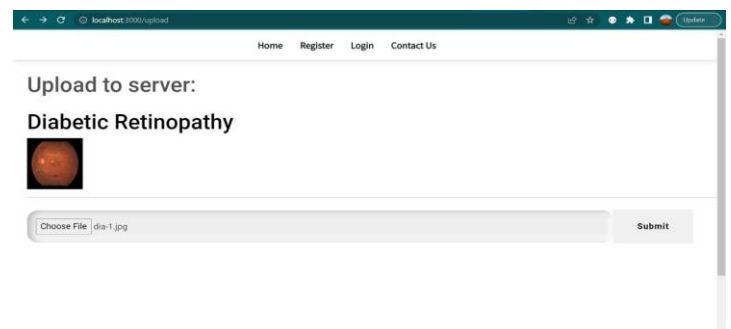 localhost:3000/upload
Update
Home Register Login Contact Us
Upload to server:
Diabetic Retinopathy
Choose File dia-1.jpg
Submit